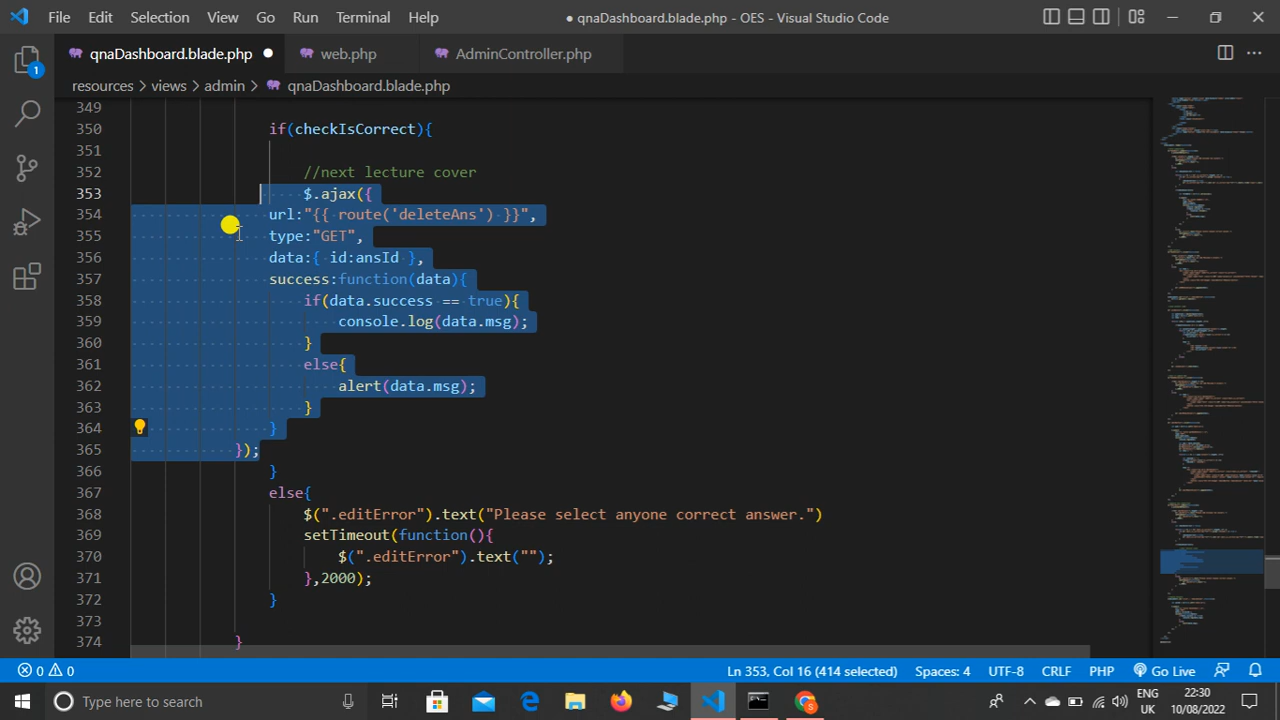 File Edit Selection View Go Run Terminal Help
● qnaDashboard.blade.php - OES - Visual Studio Code
qnaDashboard.blade.php ● web.php AdminController.php
resources > views > admin > qnaDashboard.blade.php
349
350 if(checkIsCorrect){
351
352 //next lecture cover
353 $.ajax({
354 url:"{{ route('deleteAns') }}",
355 type:"GET",
356 data:{ id:ansId },
357 success:function(data){
358 if(data.success == true){
359 console.log(data.msg);
360 }
361 else{
362 alert(data.msg);
363 }
364 }
365 });
366 }
367 else{
368 $(".editError").text("Please select anyone correct answer.")
369 setTimeout(function(){
370 $(".editError").text("");
371 },2000);
372 }
373
374 }
1
0 0 Ln 353, Col 16 (414 selected) Spaces: 4 UTF-8 CRLF PHP Go Live
Type here to search
ENG
UK
22:30
10/08/2022